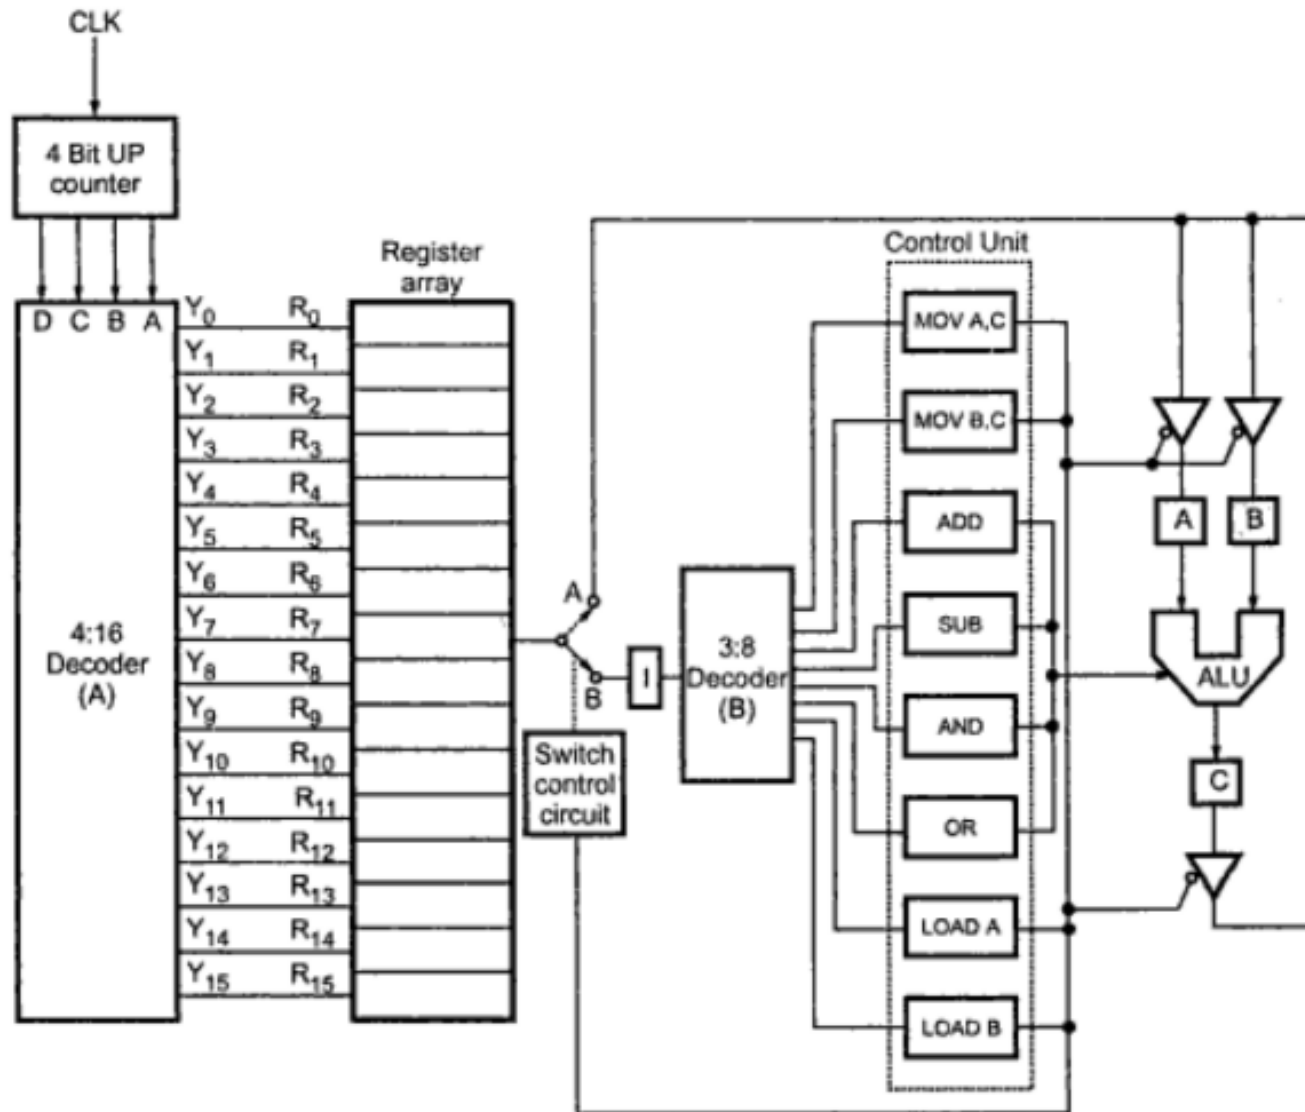 CLK
4 Bit UP
counter
Register
array
Control Unit
D C B A
4:16
Decoder
(A)
Y0 R0
Y1 R1
Y2 R2
Y3 R3
Y4 R4
Y5 R5
Y6 R6
Y7 R7
Y8 R8
Y9 R9
Y10 R10
Y11 R11
Y12 R12
Y13 R13
Y14 R14
Y15 R15
A
B
Switch
control
circuit
I
3:8
Decoder
(B)
MOV A,C
MOV B,C
ADD
SUB
AND
OR
LOAD A
LOAD B
A
B
ALU
C